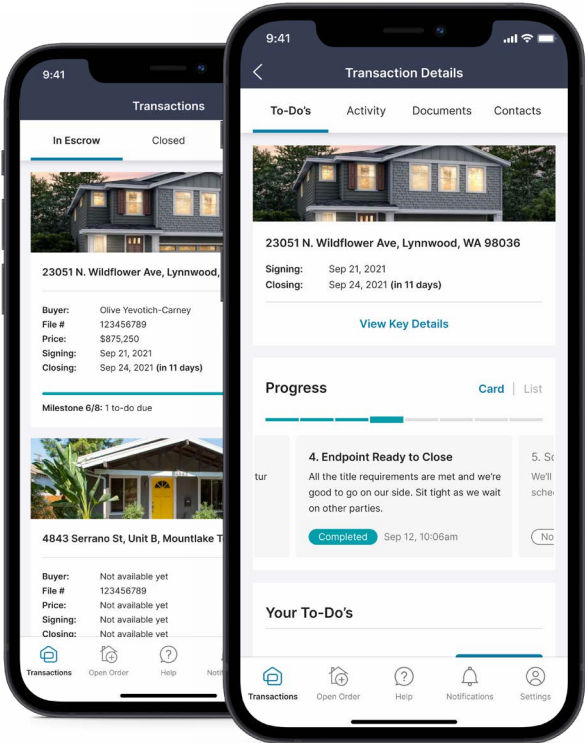 9:41
Transactions
In Escrow Closed
23051 N. Wildflower Ave, Lynnwood,
Buyer: Olive Yevotich-Carney
File # 123456789
Price: $875,250
Signing: Sep 21, 2021
Closing: Sep 24, 2021 (in 11 days)
Milestone 6/8: 1 to-do due
4843 Serrano St, Unit B, Mountlake
Buyer: Not available yet
File # 123456789
Price: Not available yet
Signing: Not available yet
Closing: Not available yet
Transactions Open Order Help
9:41
Transaction Details
To-Do's Activity Documents Contacts
23051 N. Wildflower Ave, Lynnwood, WA 98036
Signing: Sep 21, 2021
Closing: Sep 24, 2021 (in 11 days)
View Key Details
Progress Card | List
4. Endpoint Ready to Close
All the title requirements are met and we're
good to go on our side. Sit tight as we wait
on other parties.
Completed Sep 12, 10:06am
tur
5.
We'll
No
Your To-Do's
Transactions Open Order Help Notifications Settings